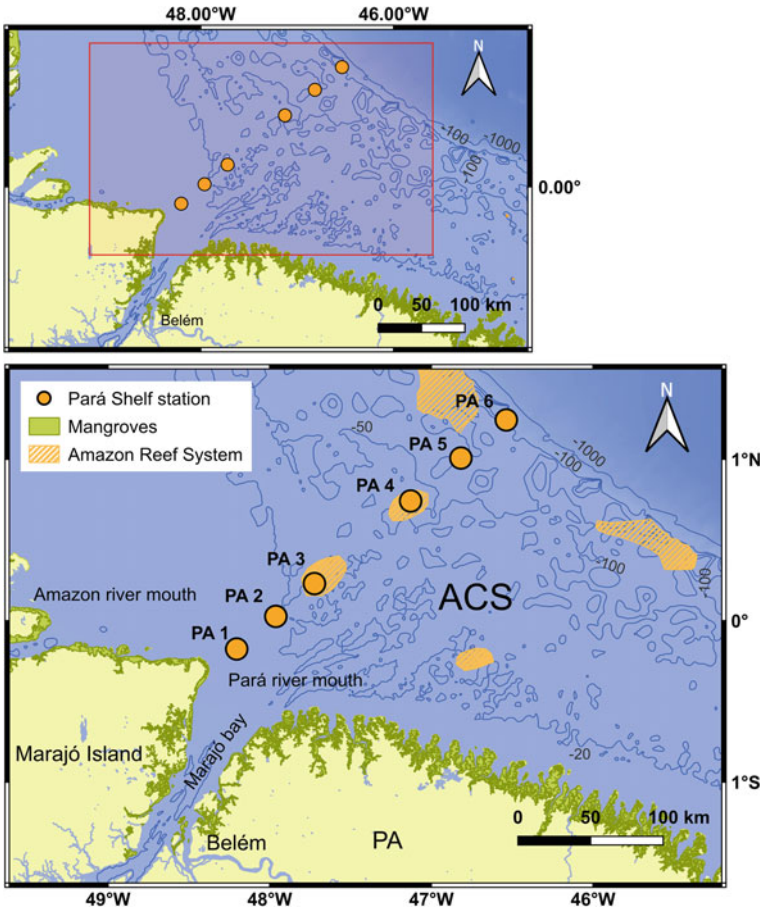 48.00°W 46.00°W
N
-100
-1000
-100
0.00°
Belém
0 50 100 km
Pará Shelf station
Mangroves
Amazon Reef System
N
PA 6
-50
PA 5
-100
-1000
1°N
PA 4
PA 3
-100
-100
Amazon river mouth
PA 2
ACS
0°
PA 1
Pará river mouth
Marajó Island
Marajó bay
-20
1°S
0 50 100 km
Belém
PA
49°W 48°W 47°W 46°W